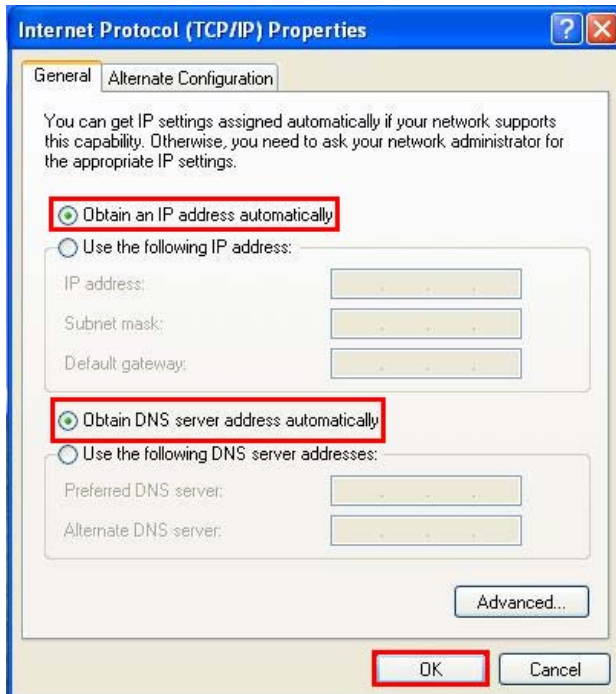 Internet Protocol (TCP/IP) Properties
General
Alternate Configuration
You can get IP settings assigned automatically if your network supports
this capability. Otherwise, you need to ask your network administrator for
the appropriate IP settings.
Obtain an IP address automatically
Use the following IP address:
IP address:
Subnet mask:
Default gateway:
Obtain DNS server address automatically
Use the following DNS server addresses:
Preferred DNS server:
Alternate DNS server:
Advanced...
OK
Cancel